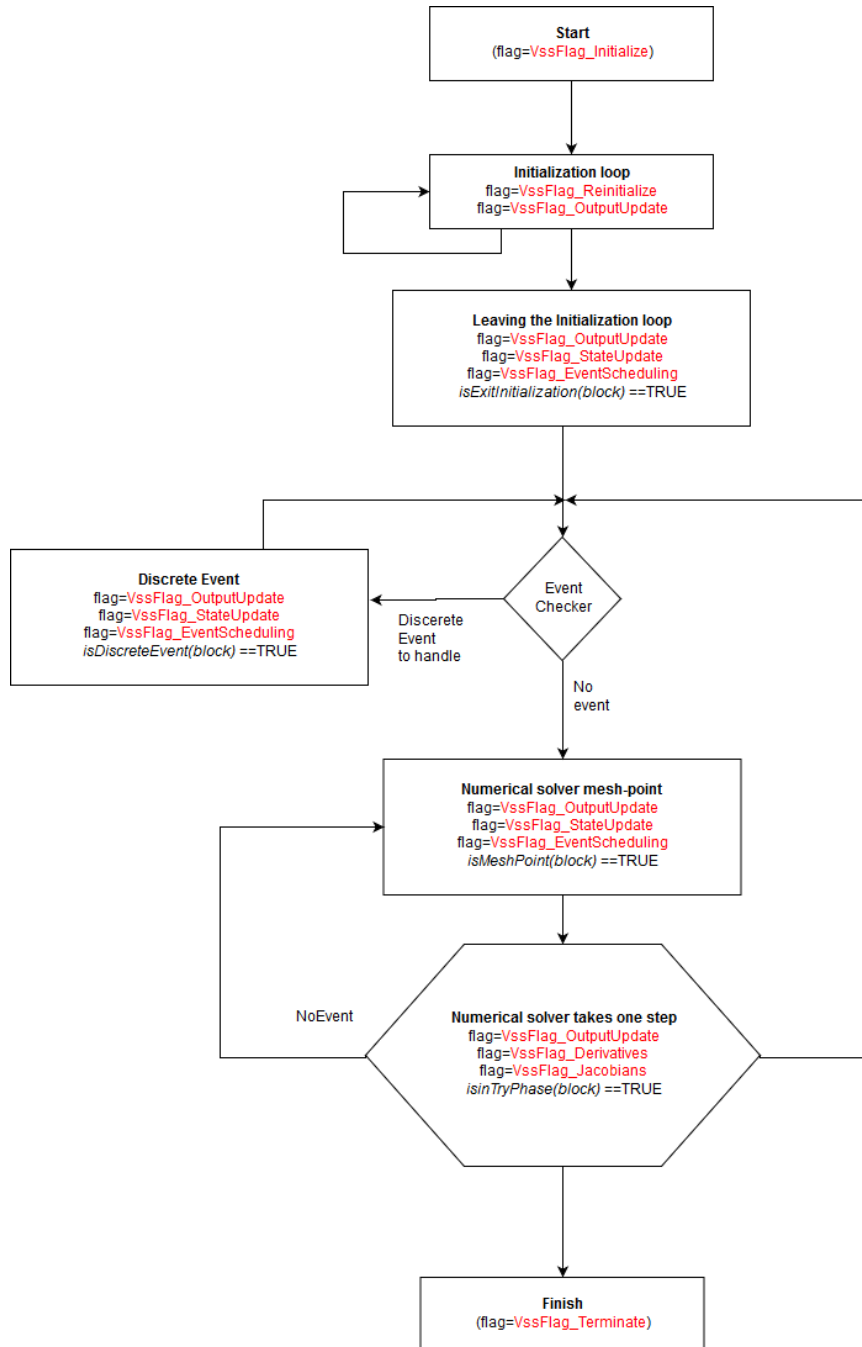 Start
(flag=VssFlag_Initialize)
Initialization loop
flag=VssFlag_Reinitialize
flag=VssFlag_OutputUpdate
Leaving the Initialization loop
flag=VssFlag_OutputUpdate
flag=VssFlag_StateUpdate
flag=VssFlag_EventScheduling
isExitInitialization(block) ==TRUE
Event
Checker
Discrete Event
flag=VssFlag_OutputUpdate
flag=VssFlag_StateUpdate
flag=VssFlag_EventScheduling
isDiscreteEvent(block) ==TRUE
Discerete
Event
to handle
No
event
Numerical solver mesh-point
flag=VssFlag_OutputUpdate
flag=VssFlag_StateUpdate
flag=VssFlag_EventScheduling
isMeshPoint(block) ==TRUE
NoEvent
Numerical solver takes one step
flag=VssFlag_OutputUpdate
flag=VssFlag_Derivatives
flag=VssFlag_Jacobians
isinTryPhase(block) ==TRUE
Finish
(flag=VssFlag_Terminate)